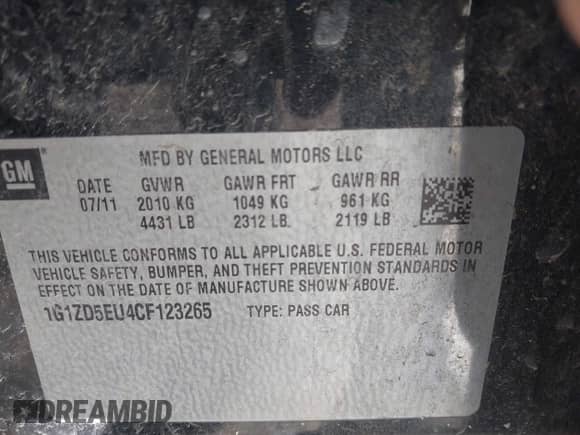 GM
MFD BY GENERAL MOTORS LLC
DATE GVWR GAWR FRT GAWR RR
07/11 2010 KG 1049 KG 961 KG
4431 LB 2312 LB 2119 LB
THIS VEHICLE CONFORMS TO ALL APPLICABLE U.S. FEDERAL MOTOR
VEHICLE SAFETY, BUMPER, AND THEFT PREVENTION STANDARDS IN
EFFECT ON THE DATE OF MANUFACTURE SHOWN ABOVE.
1G1ZD5EU4CF123265 TYPE: PASS CAR
DREAMBID